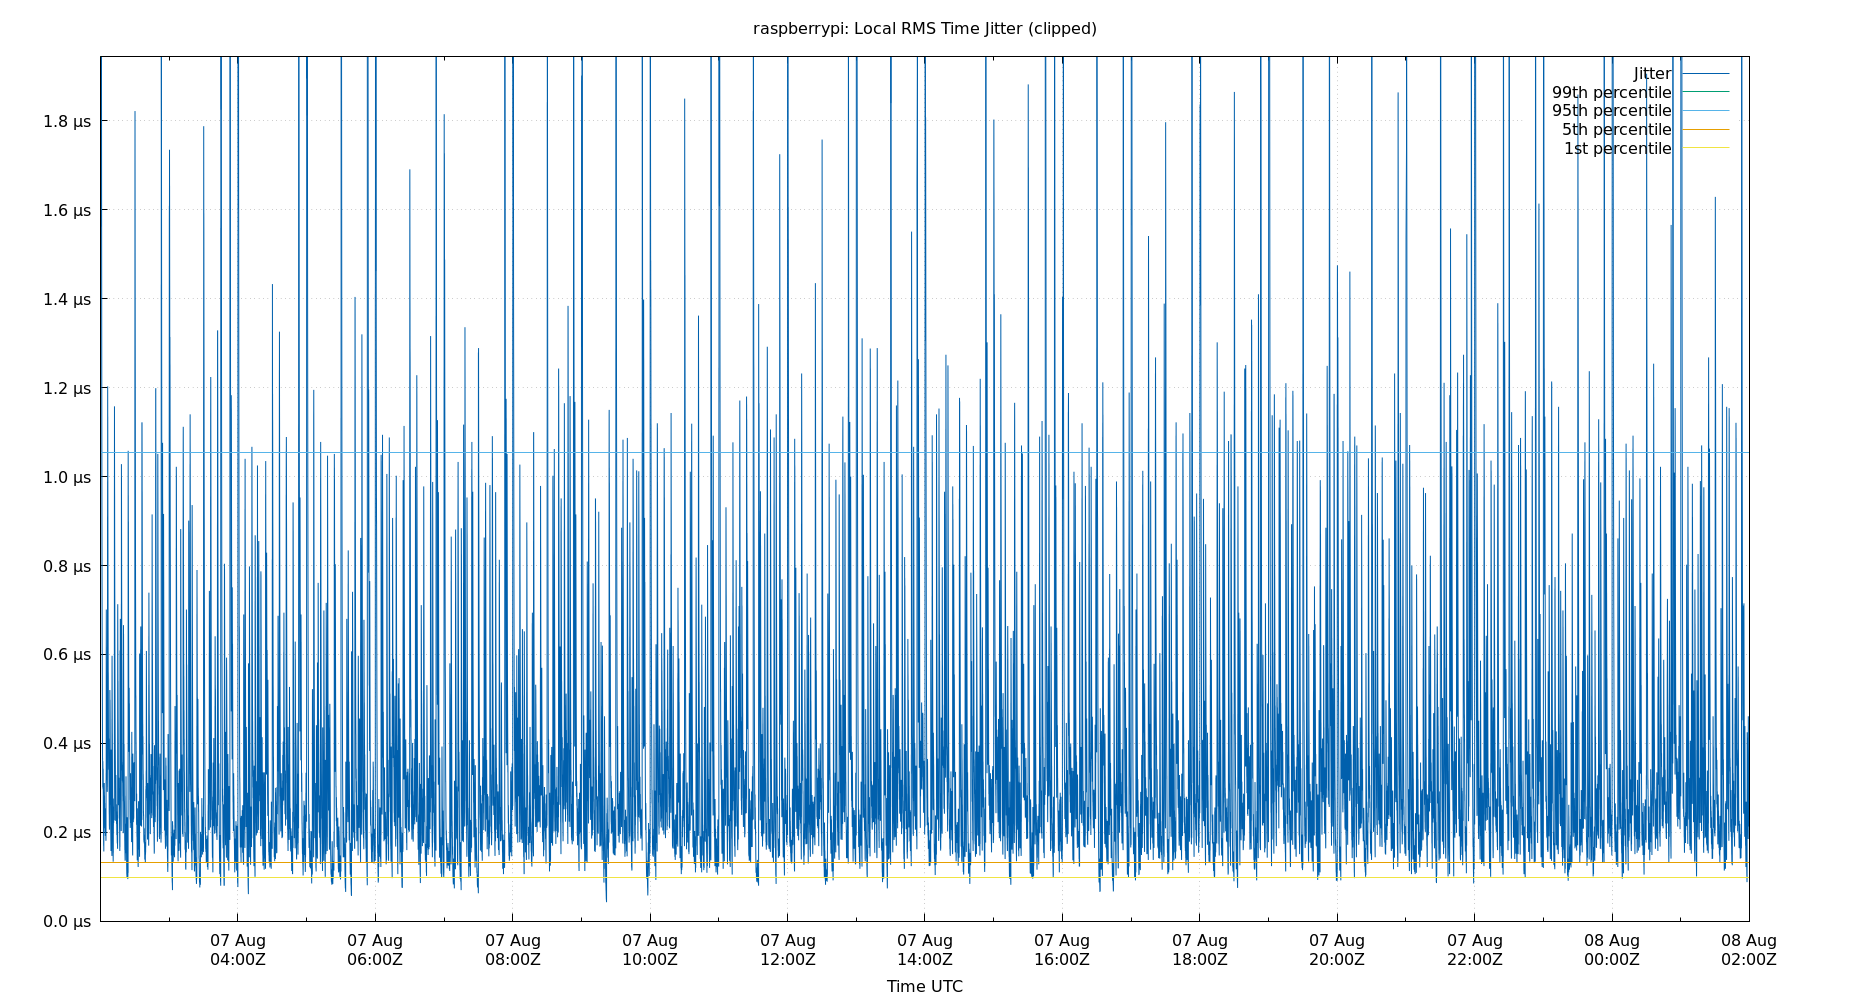 raspberrypi: Local RMS Time Jitter (clipped)
Jitter
99th percentile
95th percentile
5th percentile
1st percentile
1.8 µs
1.6 µs
1.4 µs
1.2 µs
1.0 µs
0.8 µs
0.6 µs
0.4 µs
0.2 µs
0.0 µs
07 Aug 07 Aug 07 Aug 07 Aug 07 Aug 07 Aug 07 Aug 07 Aug 07 Aug 07 Aug 08 Aug 08 Aug
04:00Z 06:00Z 08:00Z 10:00Z 12:00Z 14:00Z 16:00Z 18:00Z 20:00Z 22:00Z 00:00Z 02:00Z
Time UTC